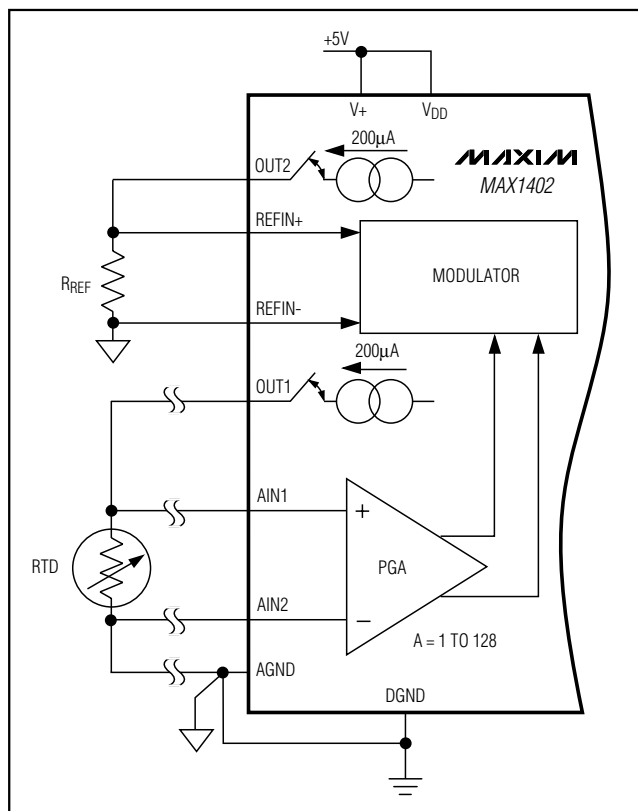 +5V
V+
VDD
200µA
OUT2
MAXIM
MAX1402
REFIN+
MODULATOR
RREF
REFIN-
200µA
OUT1
AIN1
+
RTD
PGA
AIN2
−
A = 1 TO 128
AGND
DGND